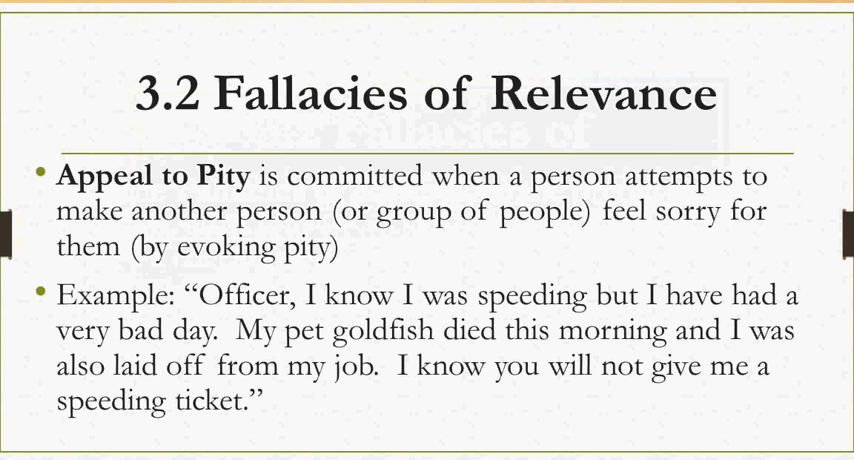 3.2 Fallacies of Relevance
• Appeal to Pity is committed when a person attempts to
make another person (or group of people) feel sorry for
them (by evoking pity)
• Example: “Officer, I know I was speeding but I have had a
very bad day.  My pet goldfish died this morning and I was
also laid off from my job.  I know you will not give me a
speeding ticket.”